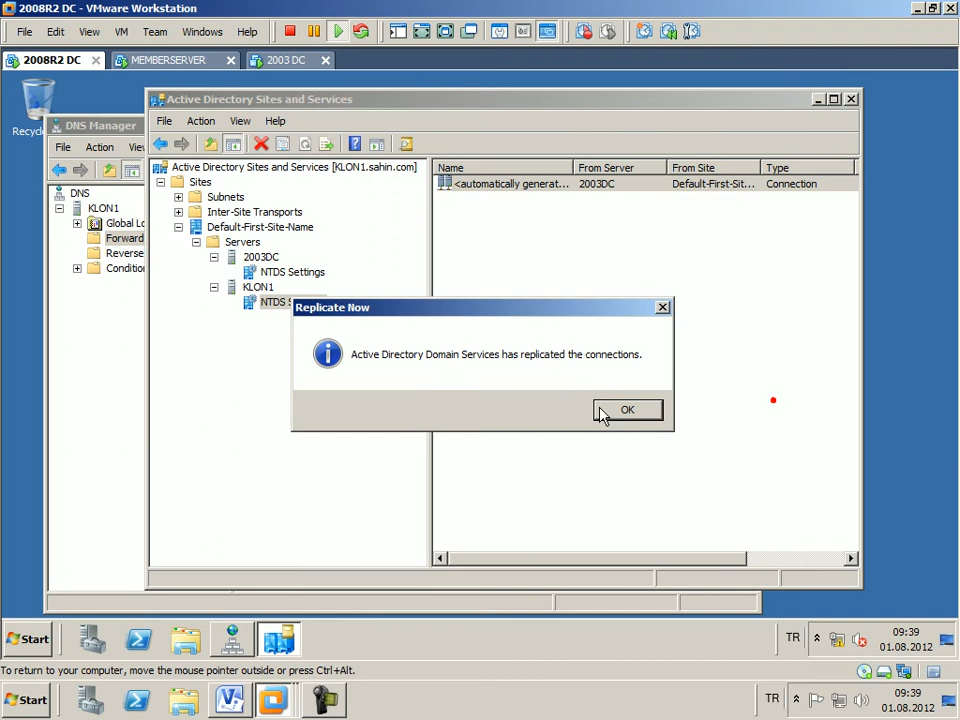 2008R2 DC - VMware Workstation
File Edit View VM Team Windows Help
2008R2 DC MEMBERSERVER 2003 DC
DNS Manager
File Action
DNS
KLON1
Forward
Reverse
Active Directory Sites and Services
File Action View Help
Active Directory Sites and Services [KLON1.sahin.com]
Sites
Subnets
Inter-Site Transports
Default-First-Site-Name
Servers
2003DC
NTDS Settings
KLON1
NTDS
Name From Server From Site Type
<automatically generat... 2003DC Default-First-Sit... Connection
Replicate Now
Active Directory Domain Services has replicated the connections.
OK
Start
TR
09:39
01.08.2012
To return to your computer, move the mouse pointer outside or press Ctrl+Alt.
Start
TR
09:39
01.08.2012